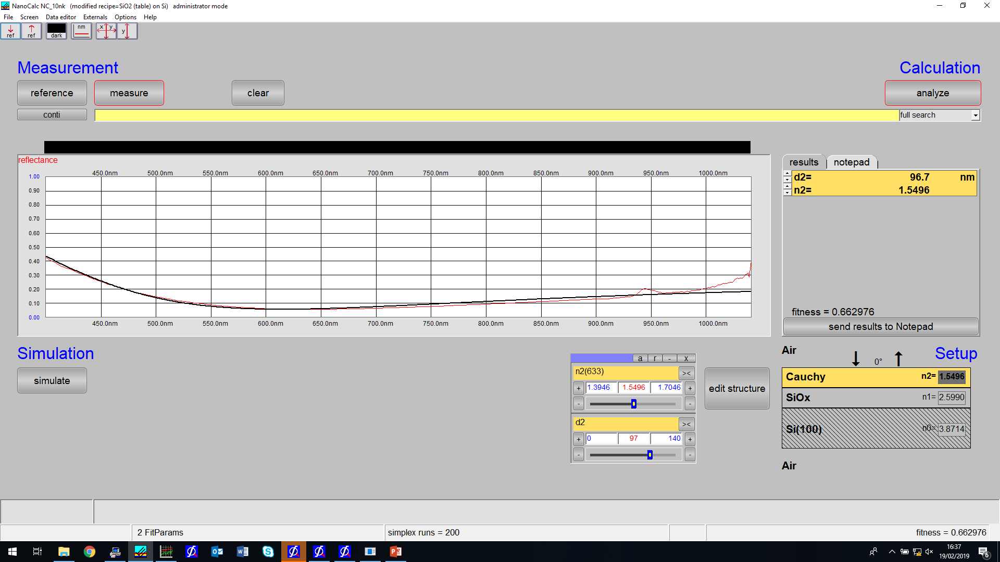 NanoCalc NC_10nk (modified recipe=SiO2 (table) on Si) administrator mode
File Screen Data editor Externals Options Help
ref ref dark nm x y y
Measurement
Calculation
reference measure clear analyze
conti full search
reflectance
450.0nm 500.0nm 550.0nm 600.0nm 650.0nm 700.0nm 750.0nm 800.0nm 850.0nm 900.0nm 950.0nm 1000.0nm
1.00
0.90
0.80
0.70
0.60
0.50
0.40
0.30
0.20
0.10
0.00
450.0nm 500.0nm 550.0nm 600.0nm 650.0nm 700.0nm 750.0nm 800.0nm 850.0nm 900.0nm 950.0nm 1000.0nm
results notepad
d2= 96.7 nm
n2= 1.5496
fitness = 0.662976
send results to Notepad
Simulation
simulate
a r - x
n2(633) ><
+ 1.3946 1.5496 1.7046 +
- -
d2 ><
+ 0 97 140 +
- -
edit structure
Air 0° Setup
Cauchy n2= 1.5496
SiOx n1= 2.5990
Si(100) n0= 3.8714
Air
2 FitParams simplex runs = 200 fitness = 0.662976
16:37
19/02/2019
6